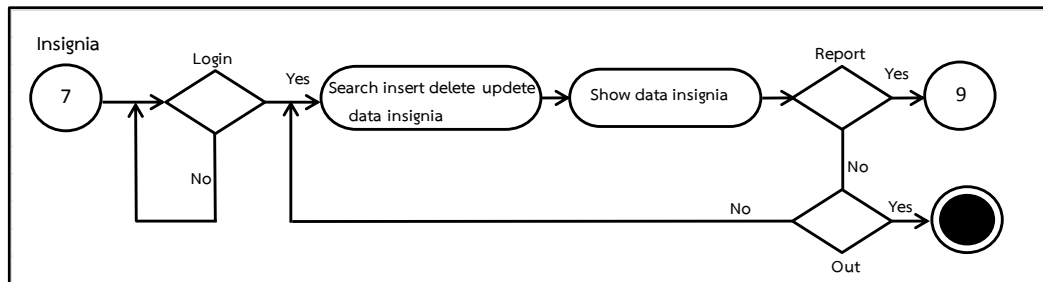 Insignia
7
Login
Yes
No
Search insert delete updete
data insignia
Show data insignia
Report
Yes
9
No
No
Yes
Out